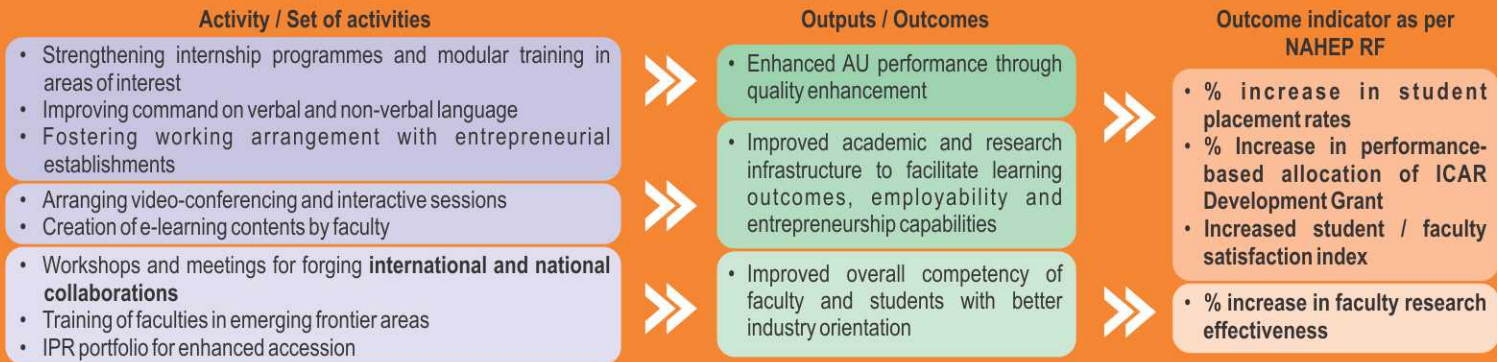 Activity / Set of activities
• Strengthening internship programmes and modular training in
areas of interest
• Improving command on verbal and non-verbal language
• Fostering working arrangement with entrepreneurial
establishments
• Arranging video-conferencing and interactive sessions
• Creation of e-learning contents by faculty
• Workshops and meetings for forging international and national
collaborations
• Training of faculties in emerging frontier areas
• IPR portfolio for enhanced accession
Outputs / Outcomes
• Enhanced AU performance through
quality enhancement
• Improved academic and research
infrastructure to facilitate learning
outcomes, employability and
entrepreneurship capabilities
• Improved overall competency of
faculty and students with better
industry orientation
Outcome indicator as per
NAHEP RF
• % increase in student
placement rates
• % Increase in performance-
based allocation of ICAR
Development Grant
• Increased student / faculty
satisfaction index
• % increase in faculty research
effectiveness